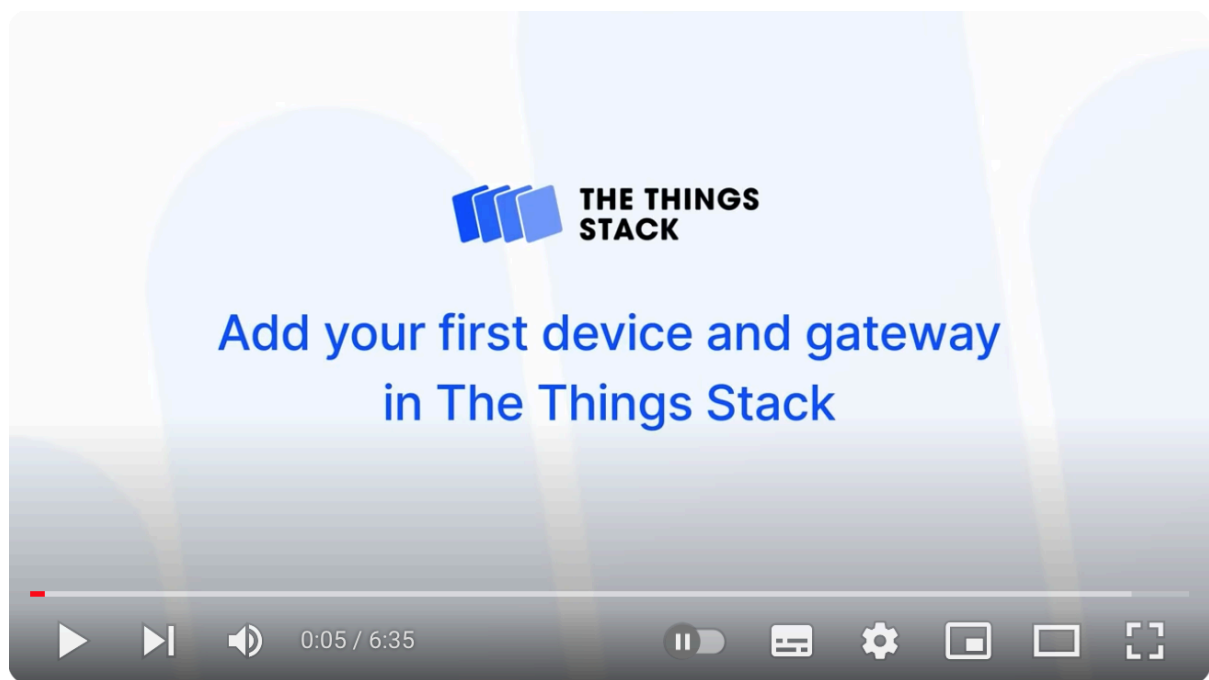 THE THINGS
STACK
Add your first device and gateway
in The Things Stack
0:05 / 6:35